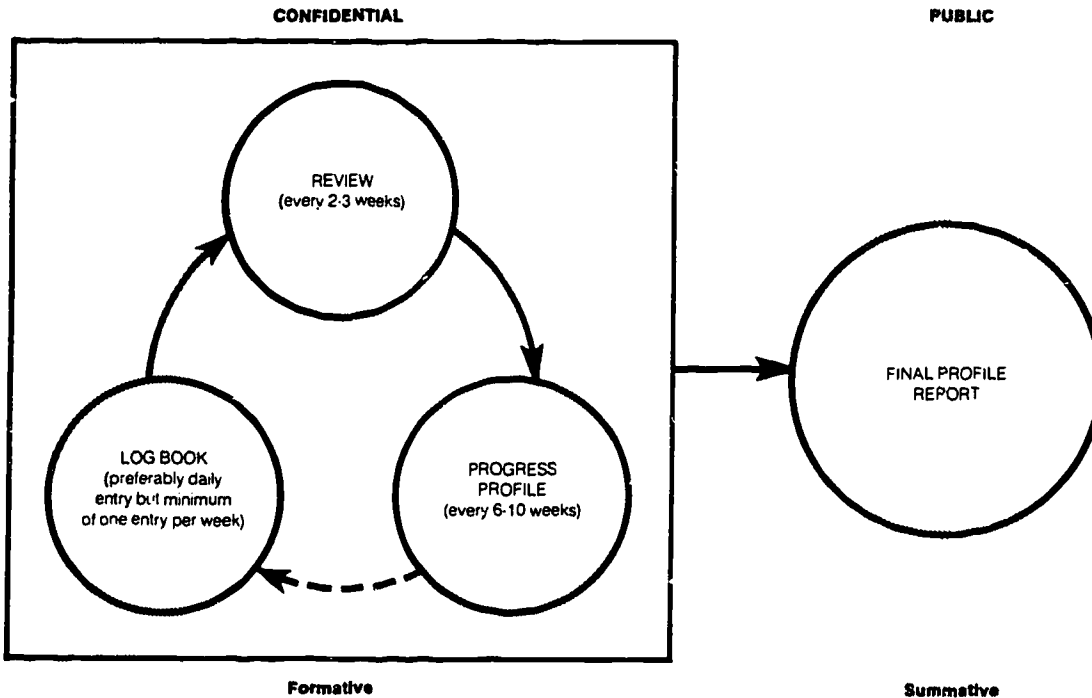 CONFIDENTIAL
PUBLIC
REVIEW
(every 2-3 weeks)
LOG BOOK
(preferably daily
entry but minimum
of one entry per week)
PROGRESS
PROFILE
(every 6-10 weeks)
FINAL PROFILE
REPORT
Formative
Summative